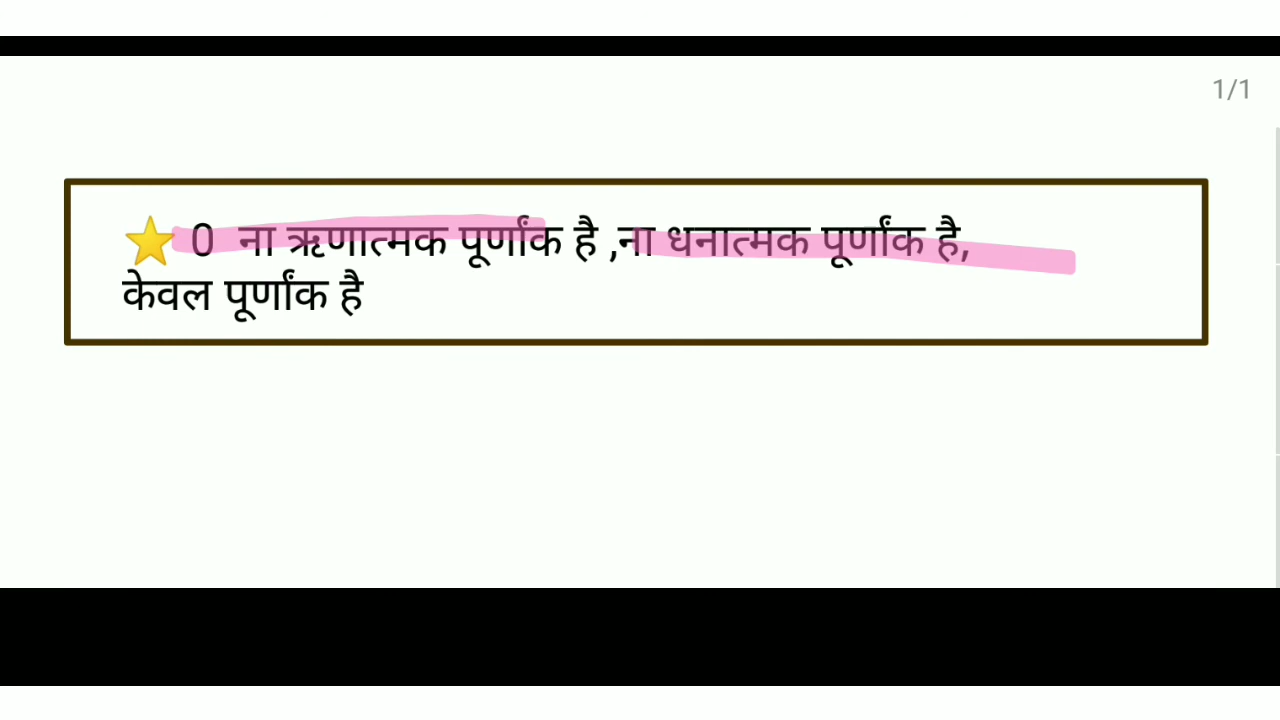 1/1
⭐ 0 ना ऋणात्मक पूर्णांक है ,ना धनात्मक पूर्णांक है,
केवल पूर्णांक है